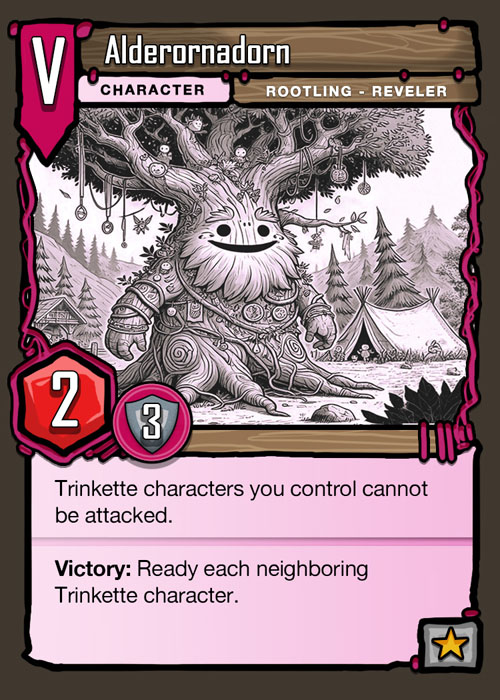 V
Alderornadorn
CHARACTER
ROOTLING - REVELER
2
3
Trinkette characters you control cannot
be attacked.
Victory: Ready each neighboring
Trinkette character.